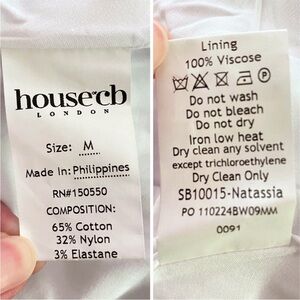 house of cb
LONDON
Size: M
Made In: Philippines
RN#150550
COMPOSITION:
65% Cotton
32% Nylon
3% Elastane
Lining
100% Viscose
Do not wash
Do not bleach
Do not dry
Iron low heat
Dry clean any solvent
except trichloroethylene
Dry Clean Only
SB10015-Natassia
PO 110224BW09MM
0091